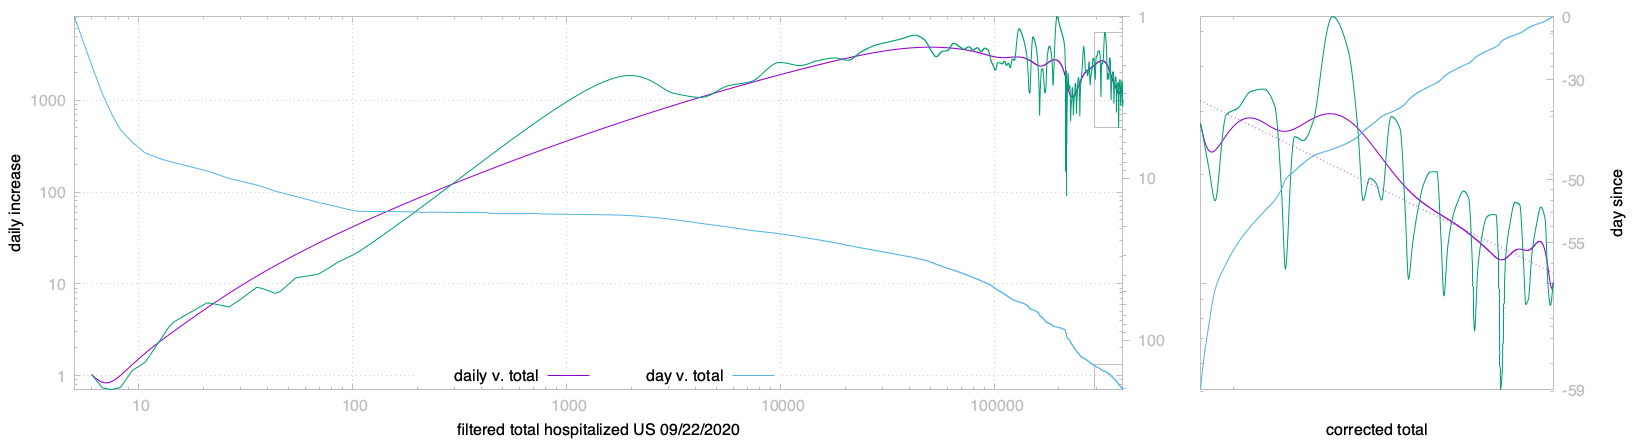 1000
100
10
1
daily increase
10
100
1000
10000
100000
1
10
100
daily v. total
day v. total
filtered total hospitalized US 09/22/2020
0
-30
-50
-55
-59
day since
corrected total